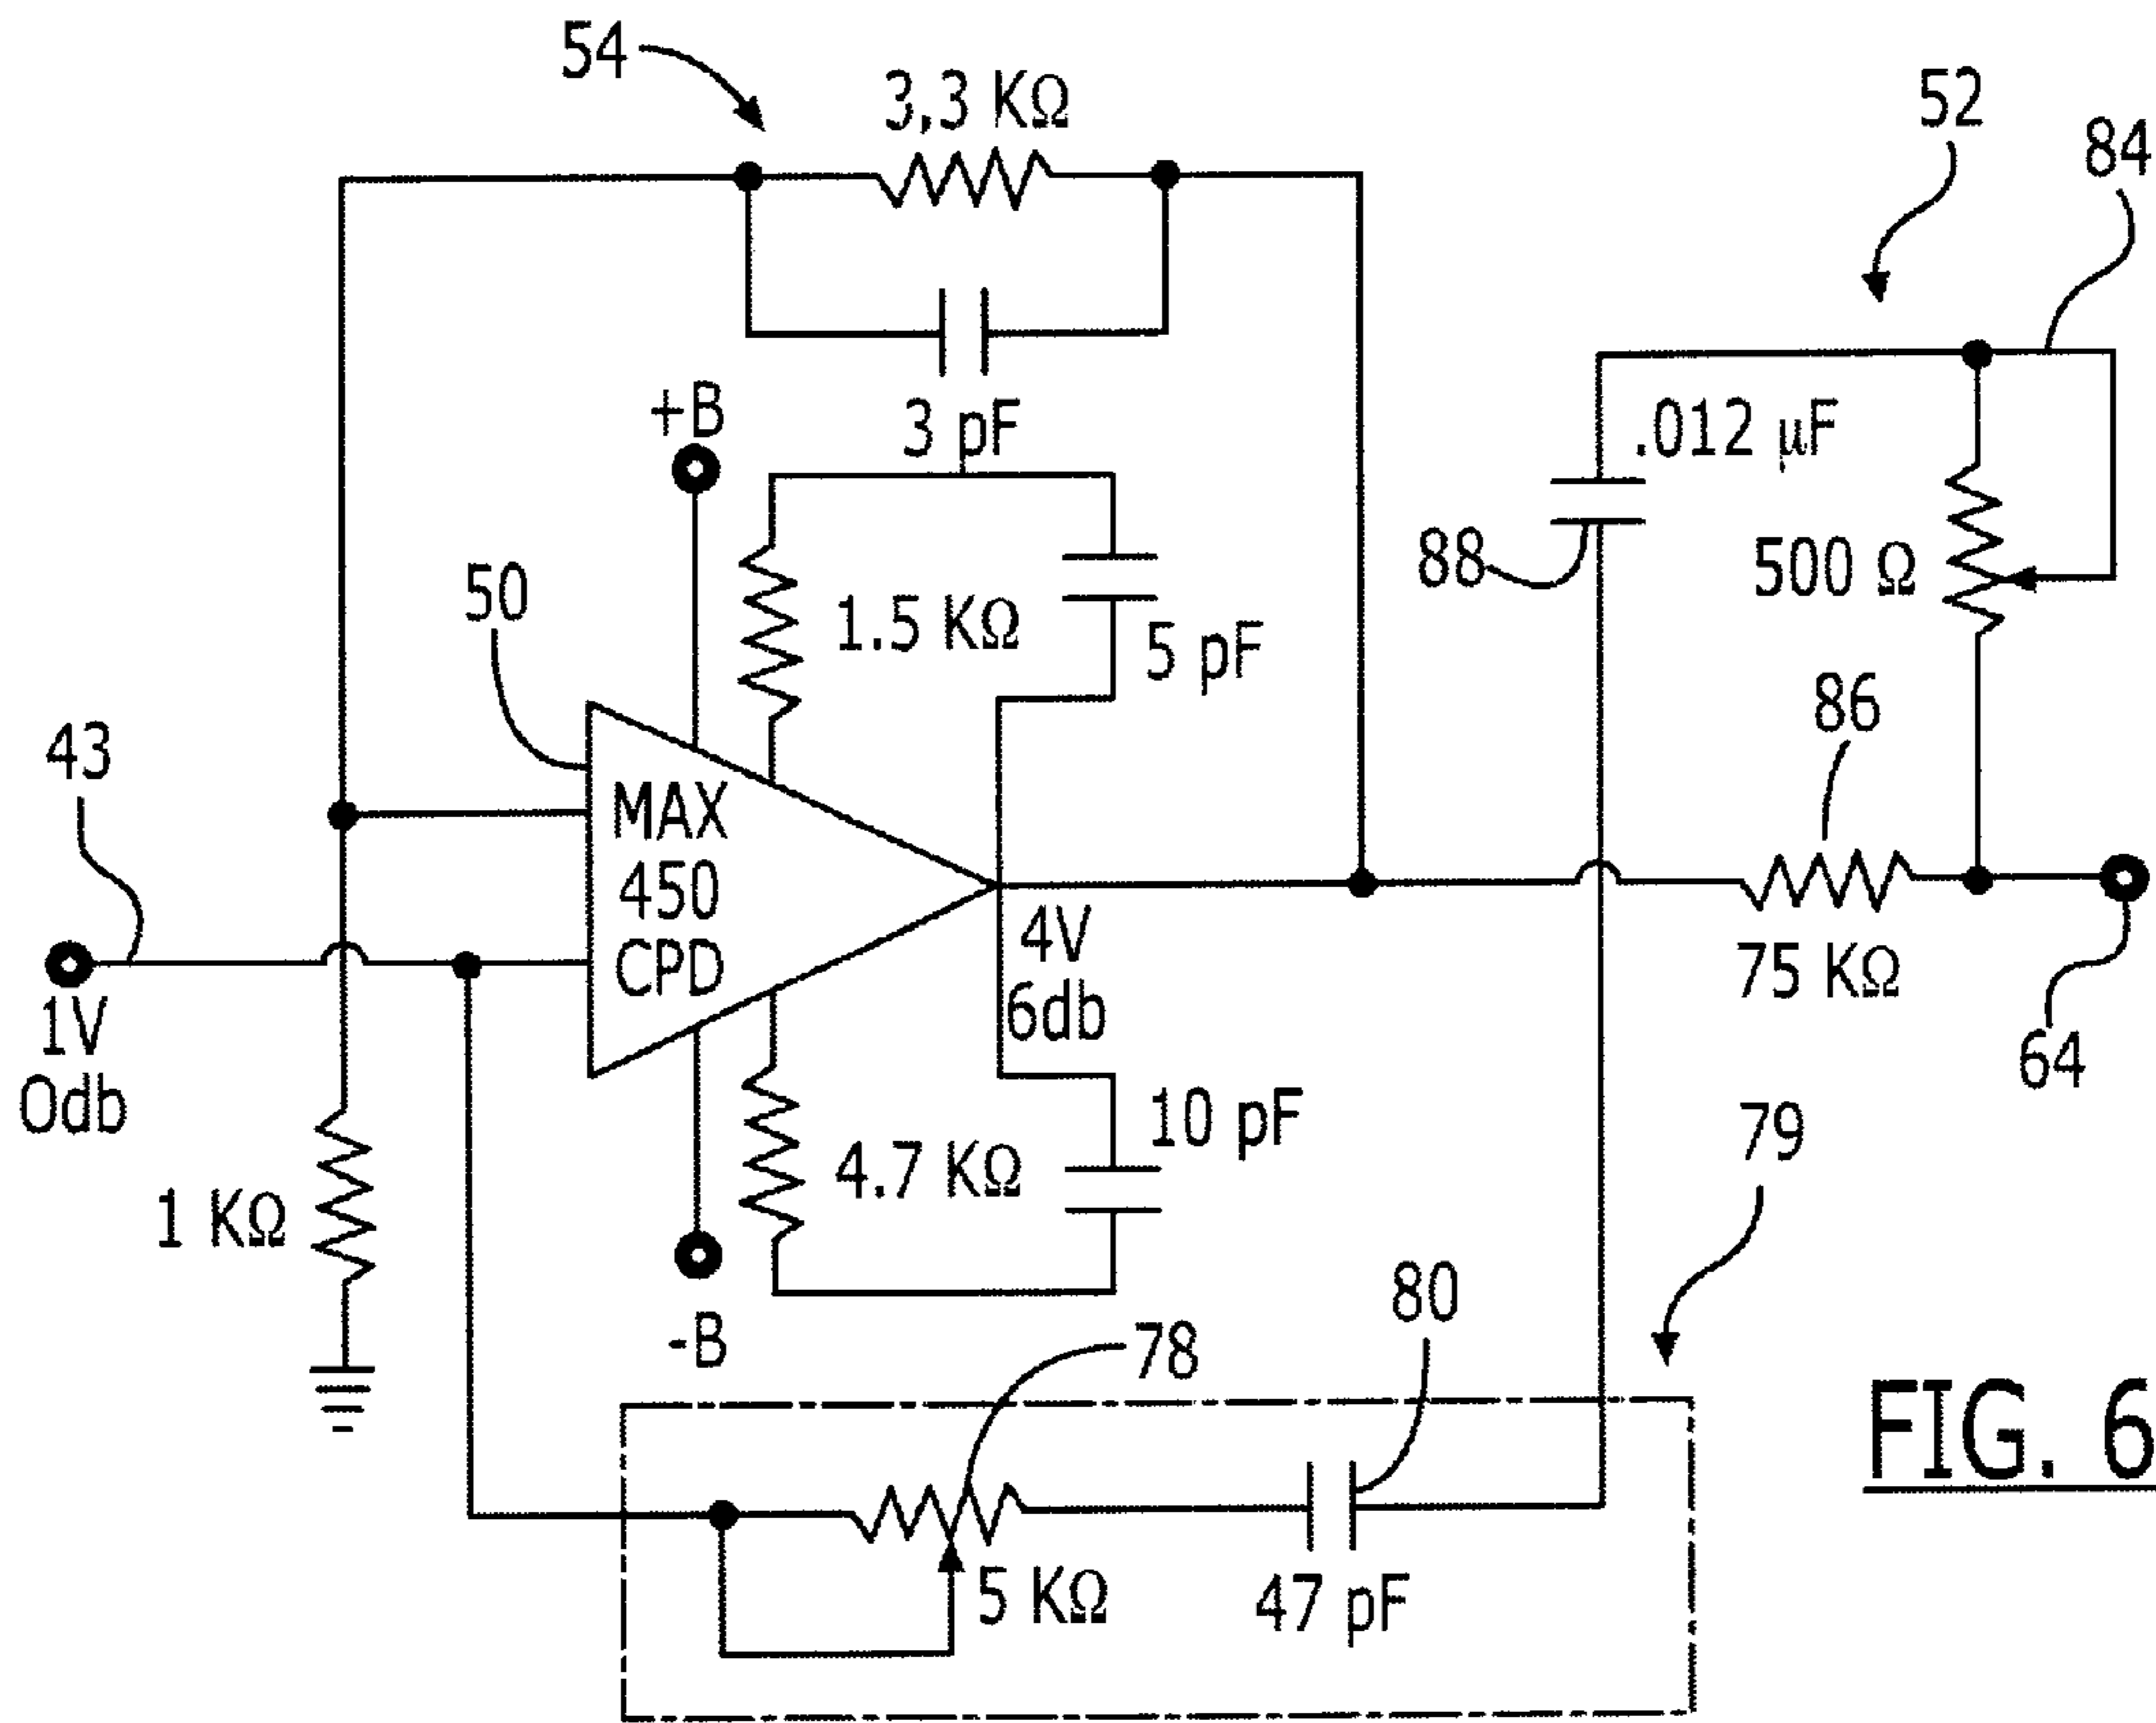 54
3,3 KΩ
52
84
3 pF
+B
.012 µF
88
500 Ω
50
1.5 KΩ
5 pF
86
43
MAX
450
CPD
4V
6db
75 KΩ
64
1V
0db
10 pF
79
4.7 KΩ
1 KΩ
80
-B
78
FIG. 6
5 KΩ
47 pF